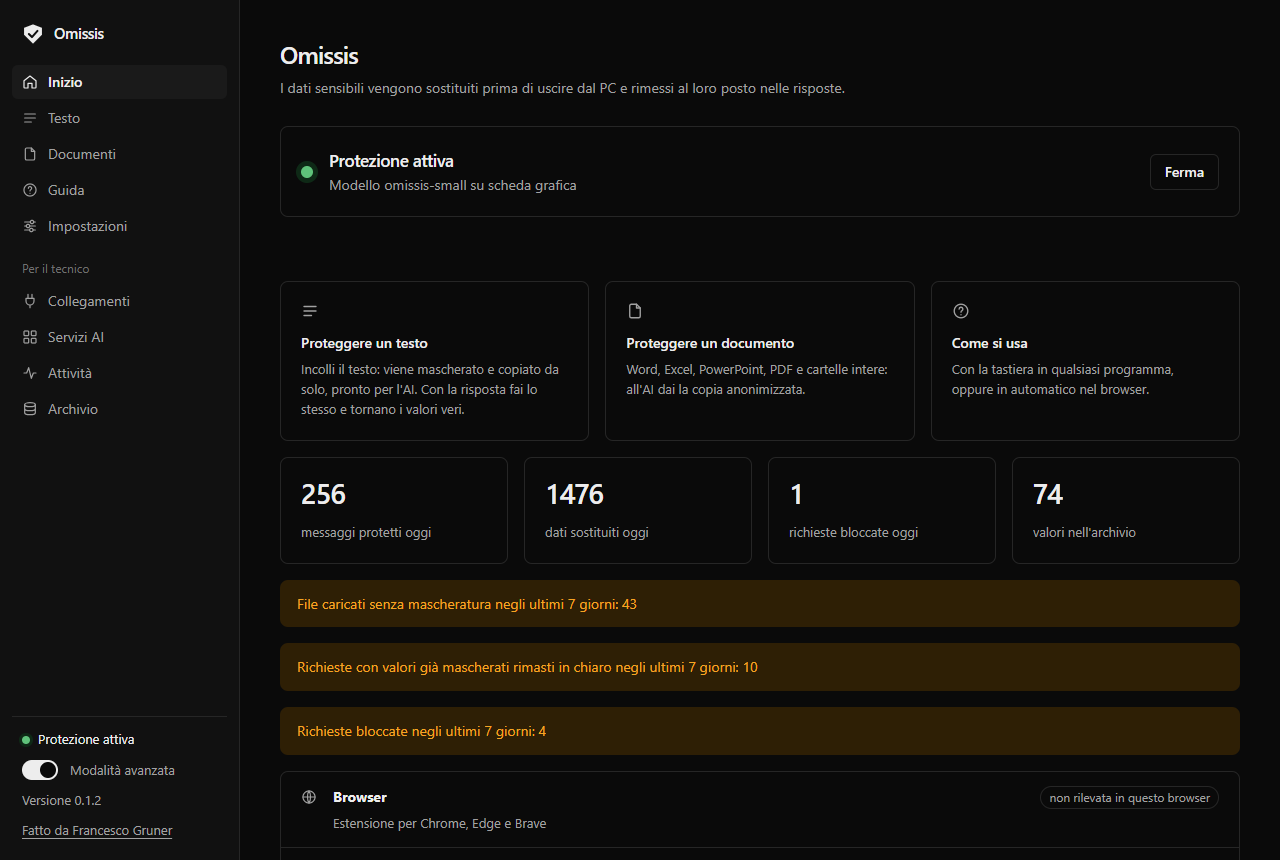 Omissis
Inizio
Testo
Documenti
Guida
Impostazioni
Per il tecnico
Collegamenti
Servizi AI
Attività
Archivio
Protezione attiva
Modalità avanzata
Versione 0.1.2
Fatto da Francesco Gruner
Omissis
I dati sensibili vengono sostituiti prima di uscire dal PC e rimessi al loro posto nelle risposte.
Protezione attiva
Modello omissis-small su scheda grafica
Ferma
Proteggere un testo
Incolli il testo: viene mascherato e copiato da
solo, pronto per l'AI. Con la risposta fai lo
stesso e tornano i valori veri.
Proteggere un documento
Word, Excel, PowerPoint, PDF e cartelle intere:
all'AI dai la copia anonimizzata.
Come si usa
Con la tastiera in qualsiasi programma,
oppure in automatico nel browser.
256
messaggi protetti oggi
1476
dati sostituiti oggi
1
richieste bloccate oggi
74
valori nell'archivio
File caricati senza mascheratura negli ultimi 7 giorni: 43
Richieste con valori già mascherati rimasti in chiaro negli ultimi 7 giorni: 10
Richieste bloccate negli ultimi 7 giorni: 4
Browser
non rilevata in questo browser
Estensione per Chrome, Edge e Brave